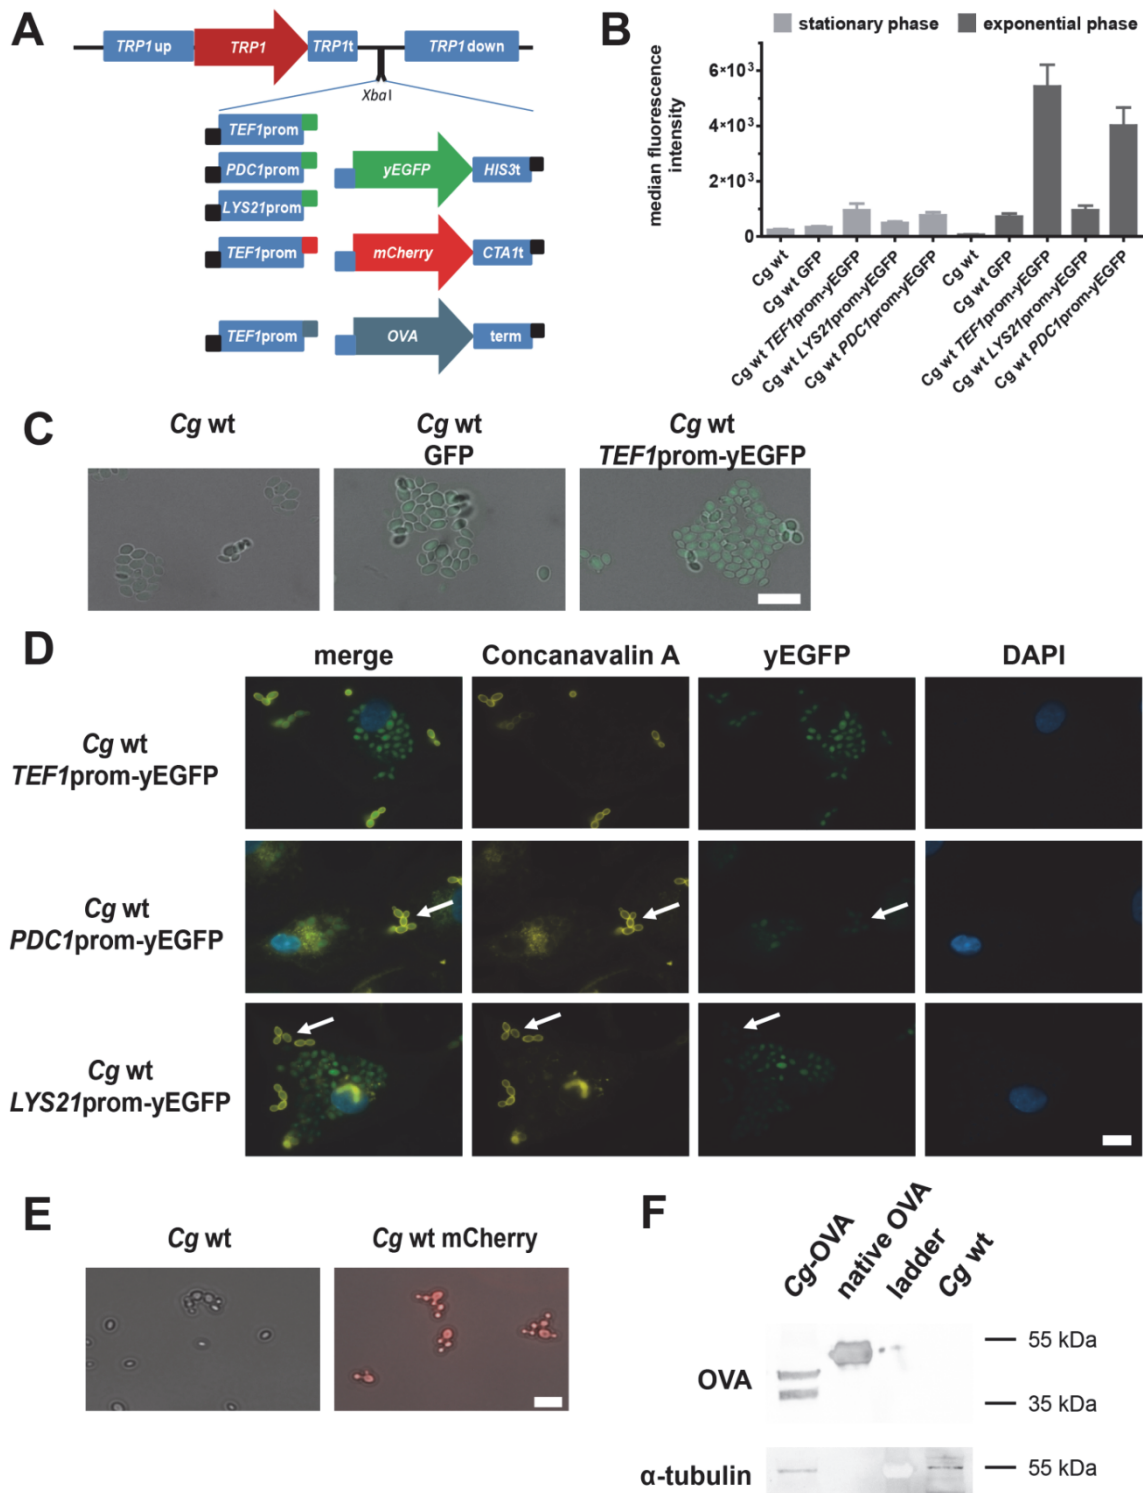 A
TRP1 up
TRP1
TRP1t
TRP1 down
XbaI
TEF1prom
PDC1prom
LYS21prom
yEGFP
HIS3t
TEF1prom
mCherry
CTA1t
TEF1prom
OVA
term
B
stationary phase
exponential phase
median fluorescence
intensity
6×10³
4×10³
2×10³
0
Cg wt
Cg wt GFP
Cg wt TEF1prom-yEGFP
Cg wt LYS21prom-yEGFP
Cg wt PDC1prom-yEGFP
Cg wt
Cg wt GFP
Cg wt TEF1prom-yEGFP
Cg wt LYS21prom-yEGFP
Cg wt PDC1prom-yEGFP
C
Cg wt
Cg wt
GFP
Cg wt
TEF1prom-yEGFP
D
merge
Concanavalin A
yEGFP
DAPI
Cg wt
TEF1prom-yEGFP
Cg wt
PDC1prom-yEGFP
Cg wt
LYS21prom-yEGFP
E
Cg wt
Cg wt mCherry
F
Cg-OVA
native OVA
ladder
Cg wt
OVA
55 kDa
35 kDa
α-tubulin
55 kDa